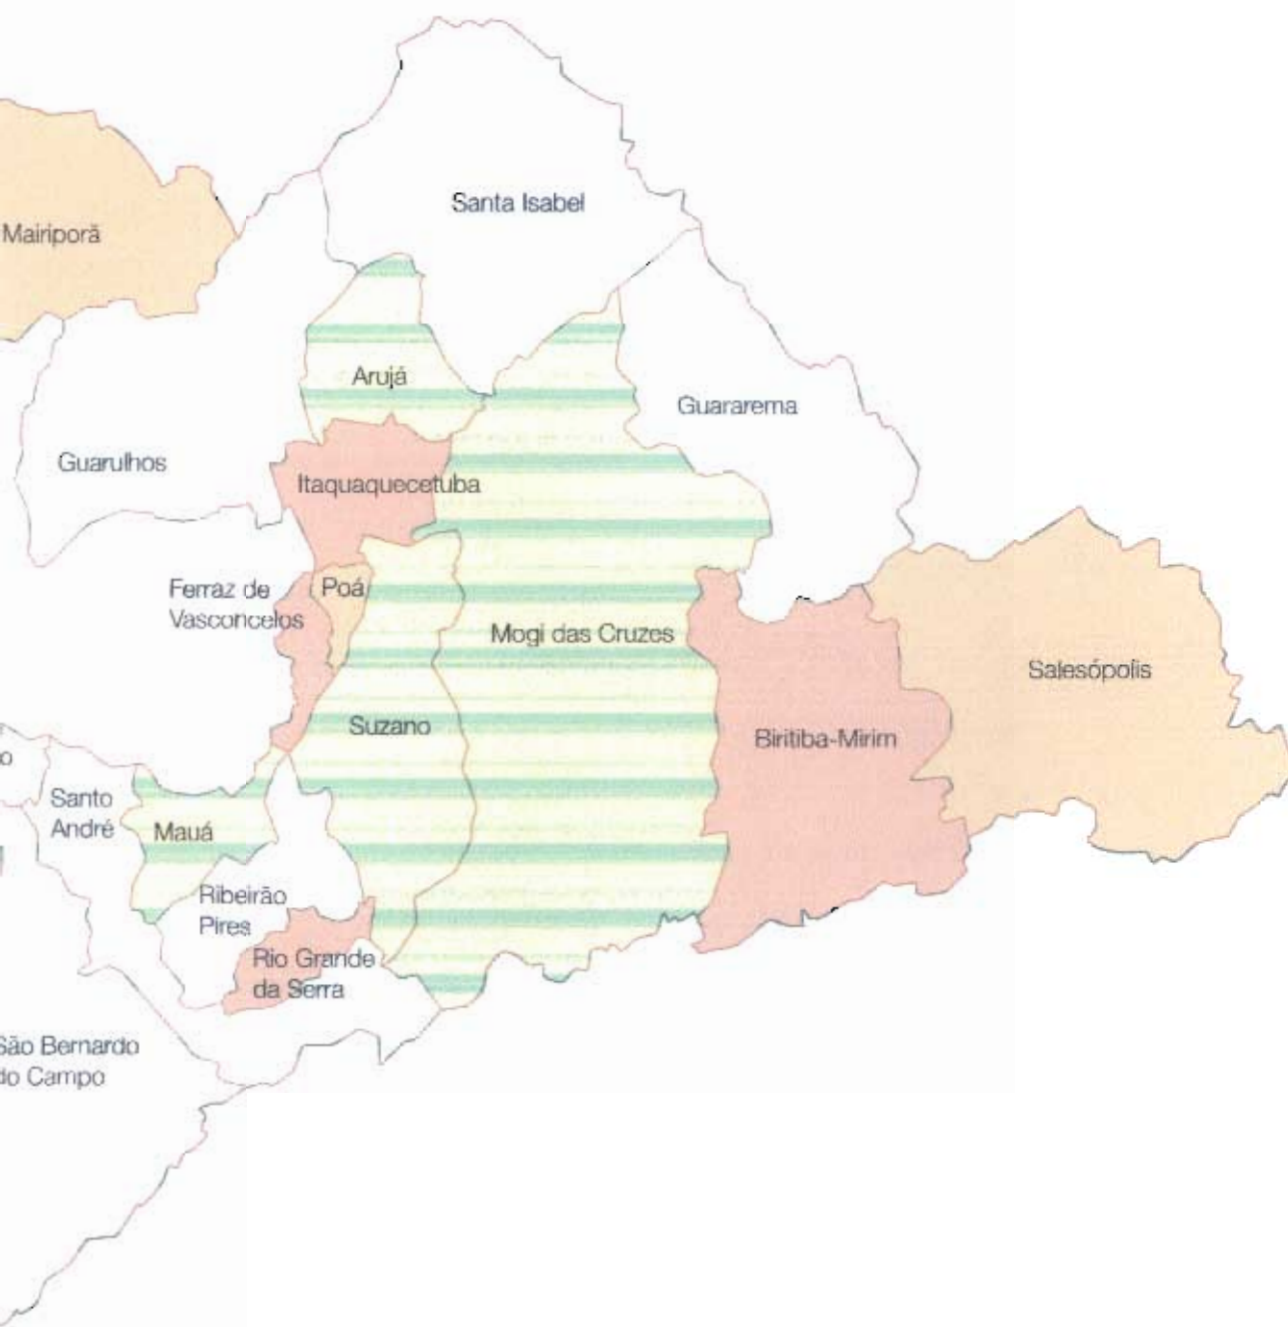 Santa Isabel
Mairiporã
Arujá
Guararema
Guarulhos
Itaquaquecetuba
Ferraz de
Vasconcelos
Poá
Mogi das Cruzes
Salesópolis
Suzano
Biritiba-Mirim
o
Santo
André
Mauá
Ribeirão
Pires
Rio Grande
da Serra
São Bernardo
do Campo